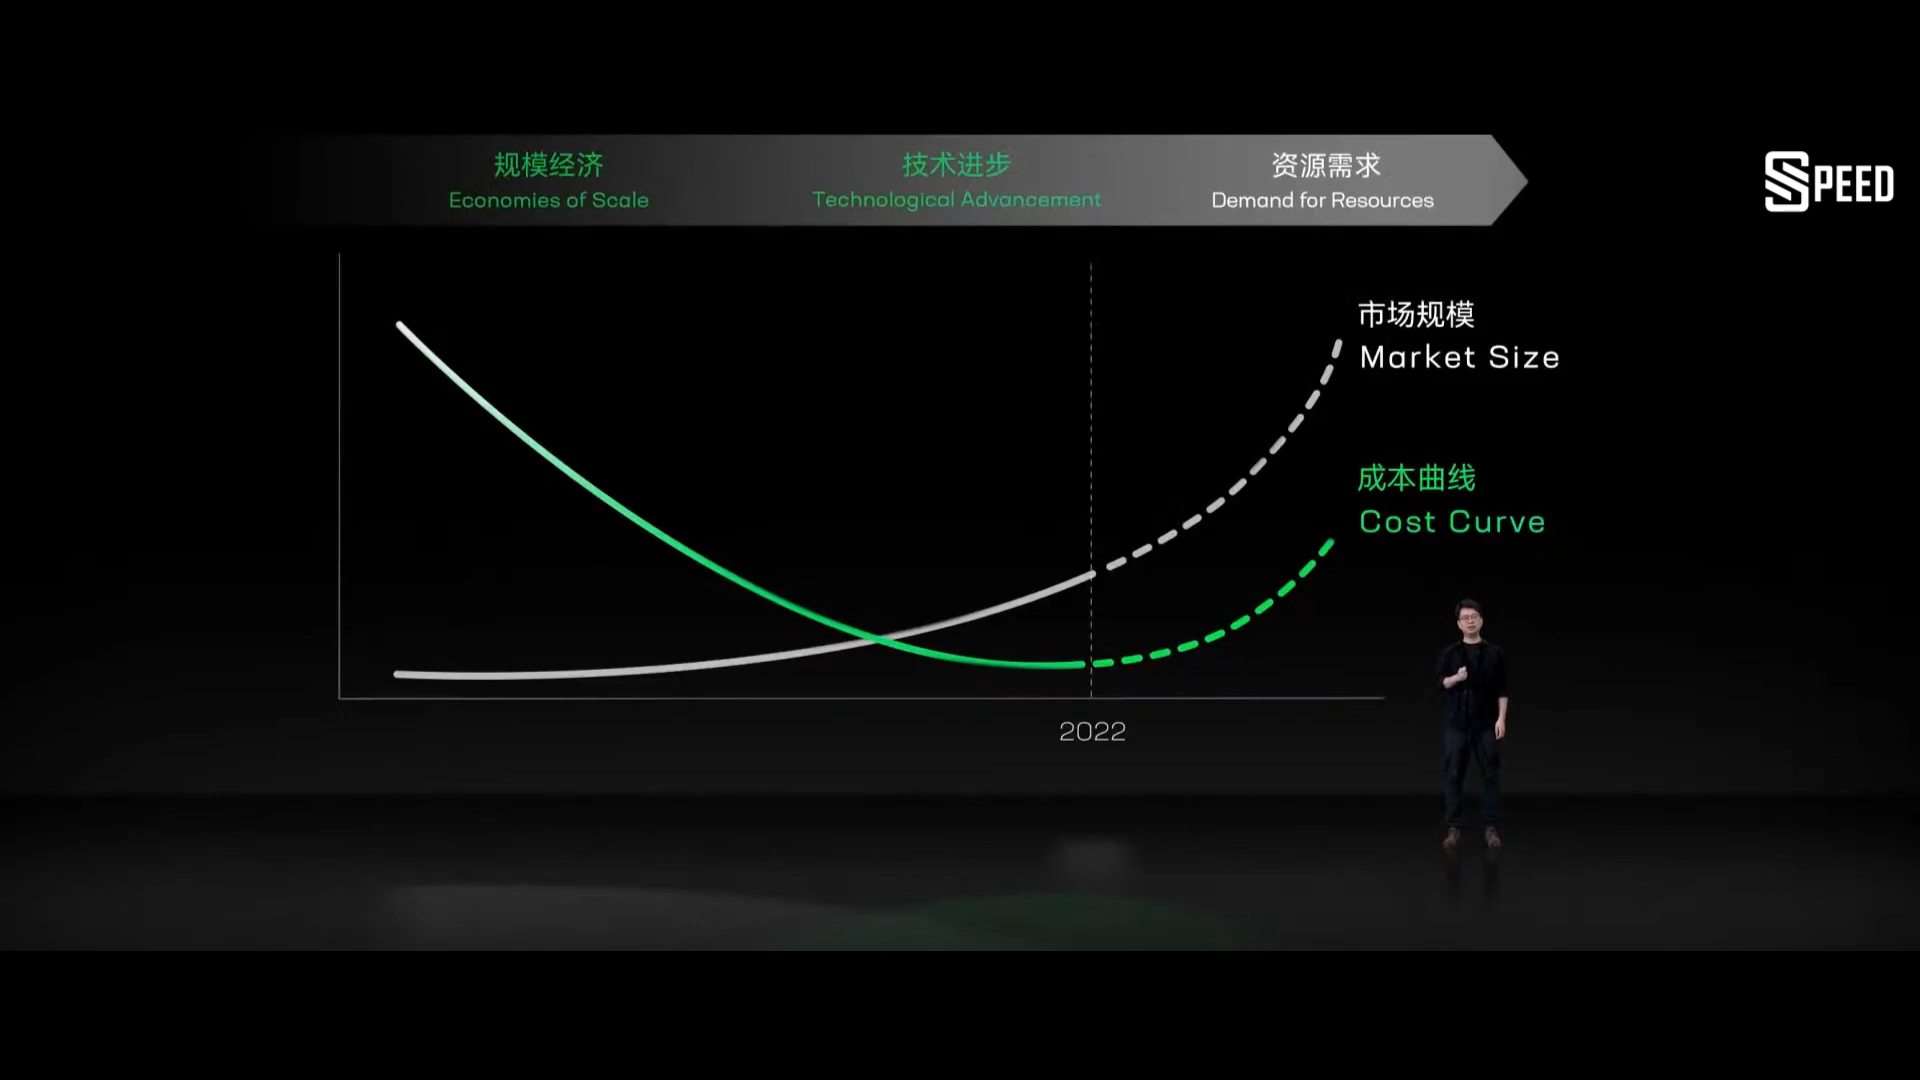 规模经济
Economies of Scale
技术进步
Technological Advancement
资源需求
Demand for Resources
SPEED
市场规模
Market Size
成本曲线
Cost Curve
2022